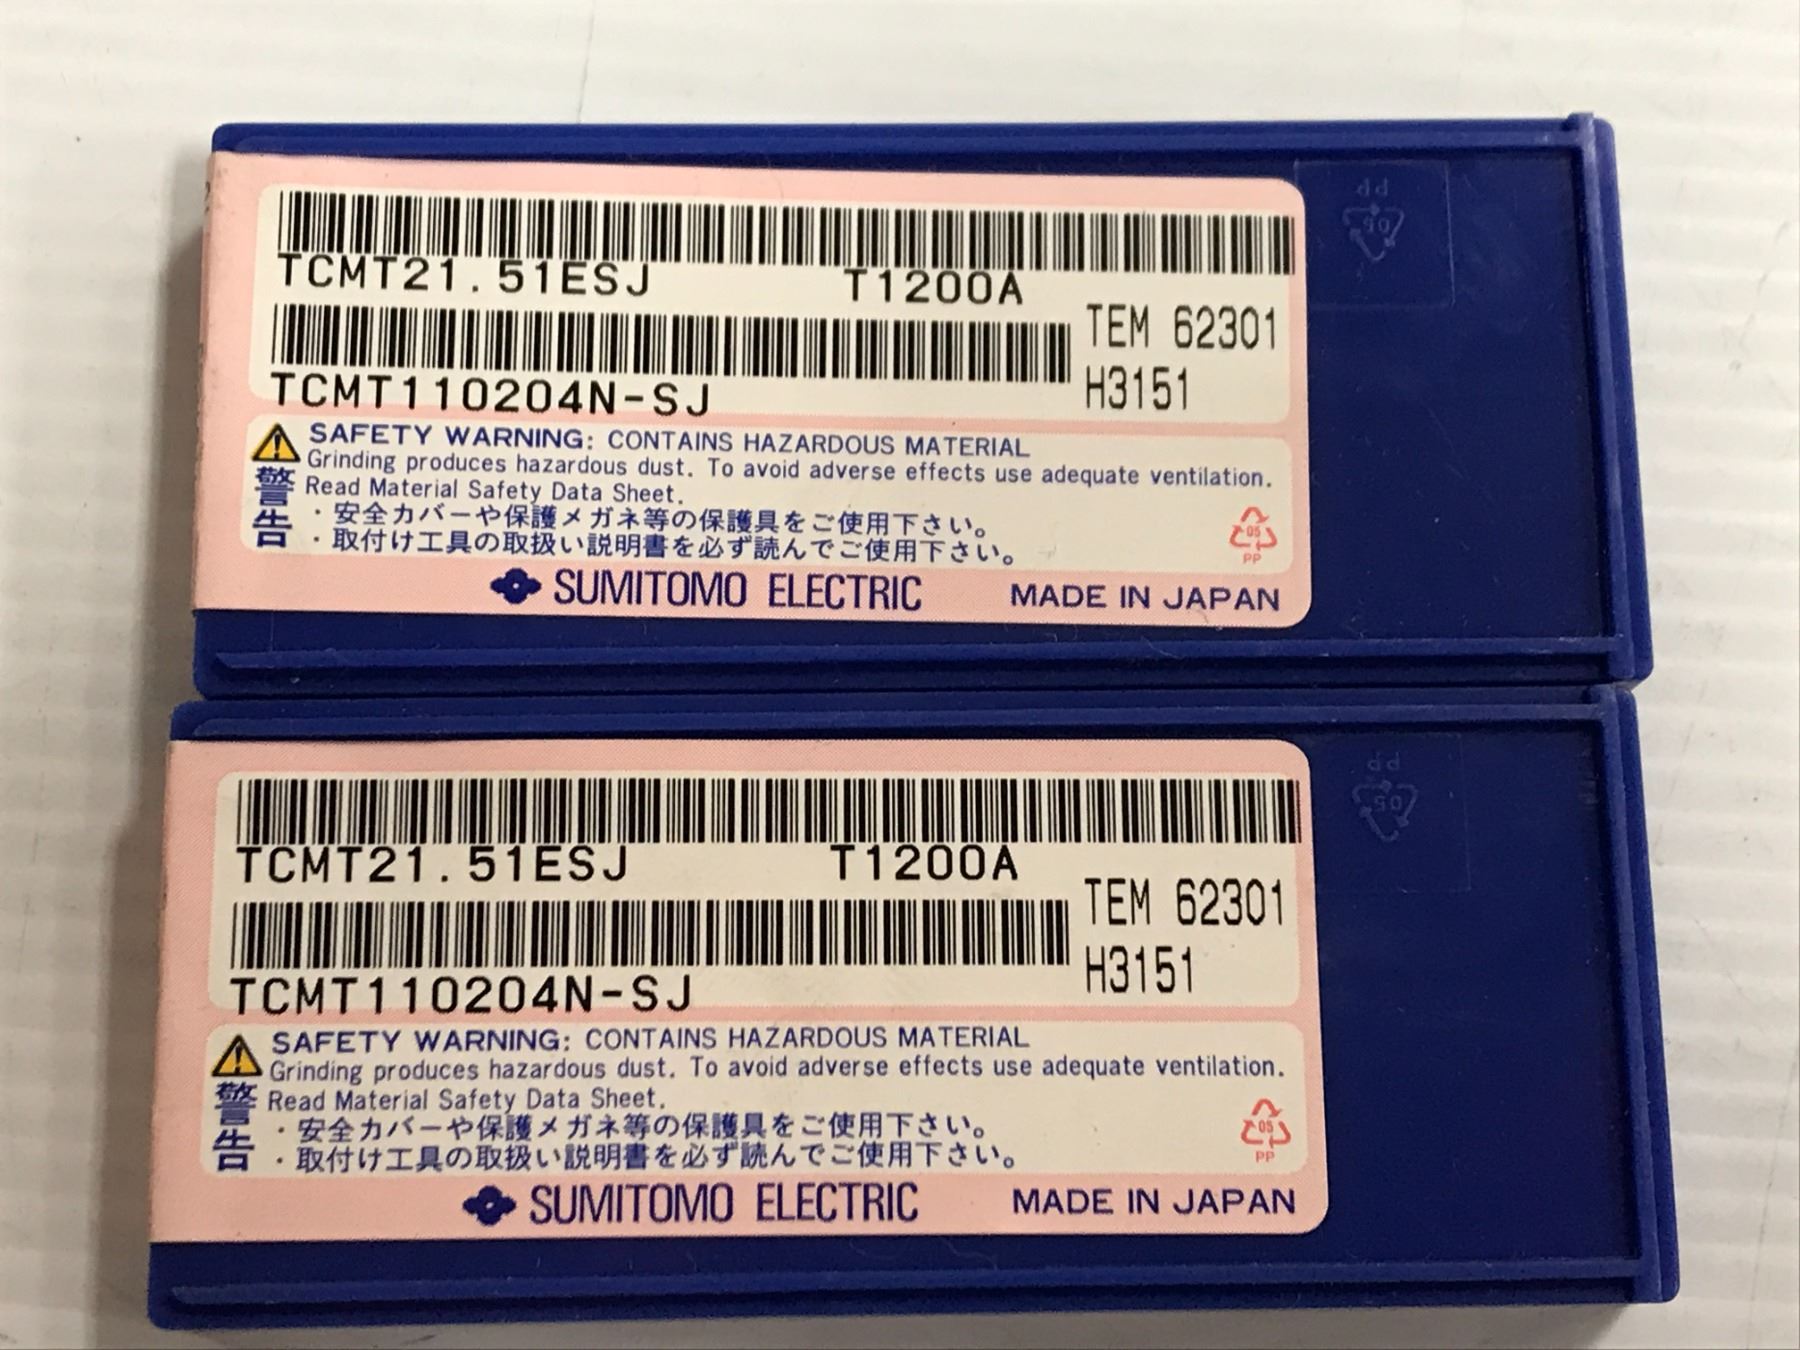 TCMT21.51ESJ T1200A
TEM 62301
TCMT110204N-SJ H3151
SAFETY WARNING: CONTAINS HAZARDOUS MATERIAL
Grinding produces hazardous dust. To avoid adverse effects use adequate ventilation.
Read Material Safety Data Sheet.
警告
・安全カバーや保護メガネ等の保護具をご使用下さい。
・取付け工具の取扱い説明書を必ず読んでご使用下さい。
05
PP
SUMITOMO ELECTRIC MADE IN JAPAN
PP
05
TCMT21.51ESJ T1200A
TEM 62301
TCMT110204N-SJ H3151
SAFETY WARNING: CONTAINS HAZARDOUS MATERIAL
Grinding produces hazardous dust. To avoid adverse effects use adequate ventilation.
Read Material Safety Data Sheet.
警告
・安全カバーや保護メガネ等の保護具をご使用下さい。
・取付け工具の取扱い説明書を必ず読んでご使用下さい。
05
PP
SUMITOMO ELECTRIC MADE IN JAPAN
PP
05